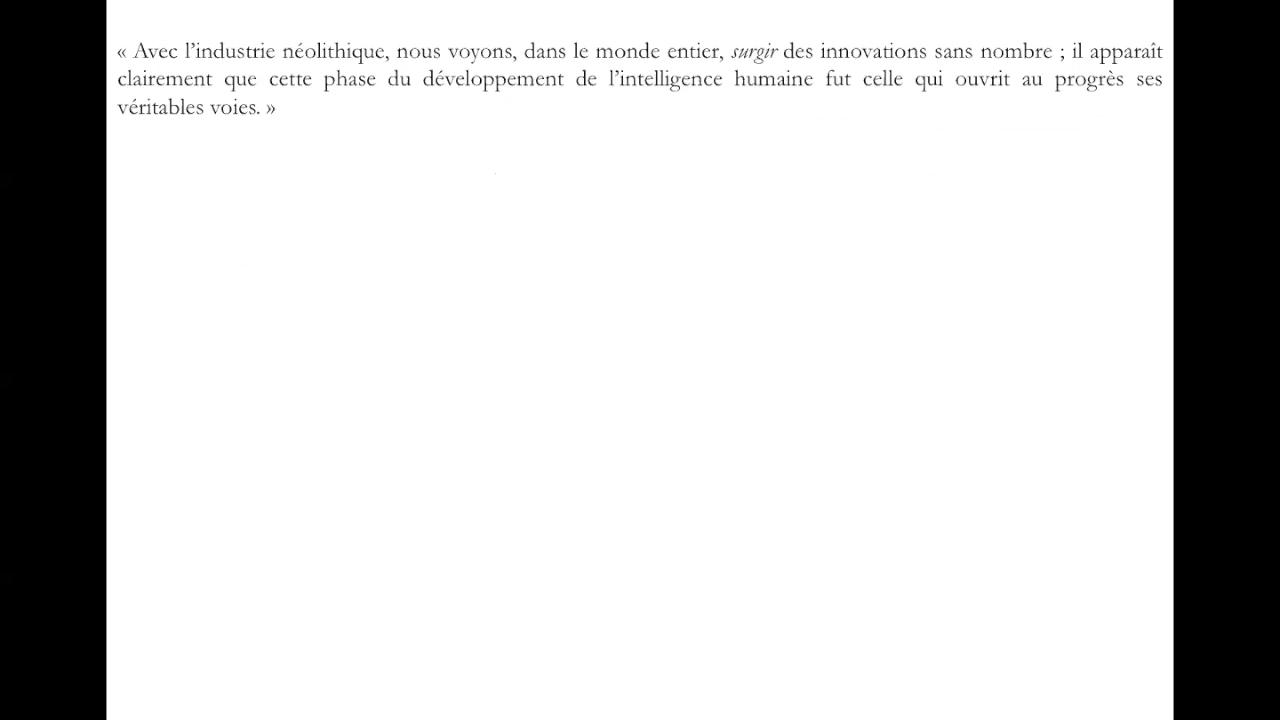 « Avec l’industrie néolithique, nous voyons, dans le monde entier, surgir des innovations sans nombre ; il apparaît
clairement que cette phase du développement de l’intelligence humaine fut celle qui ouvrit au progrès ses
véritables voies. »